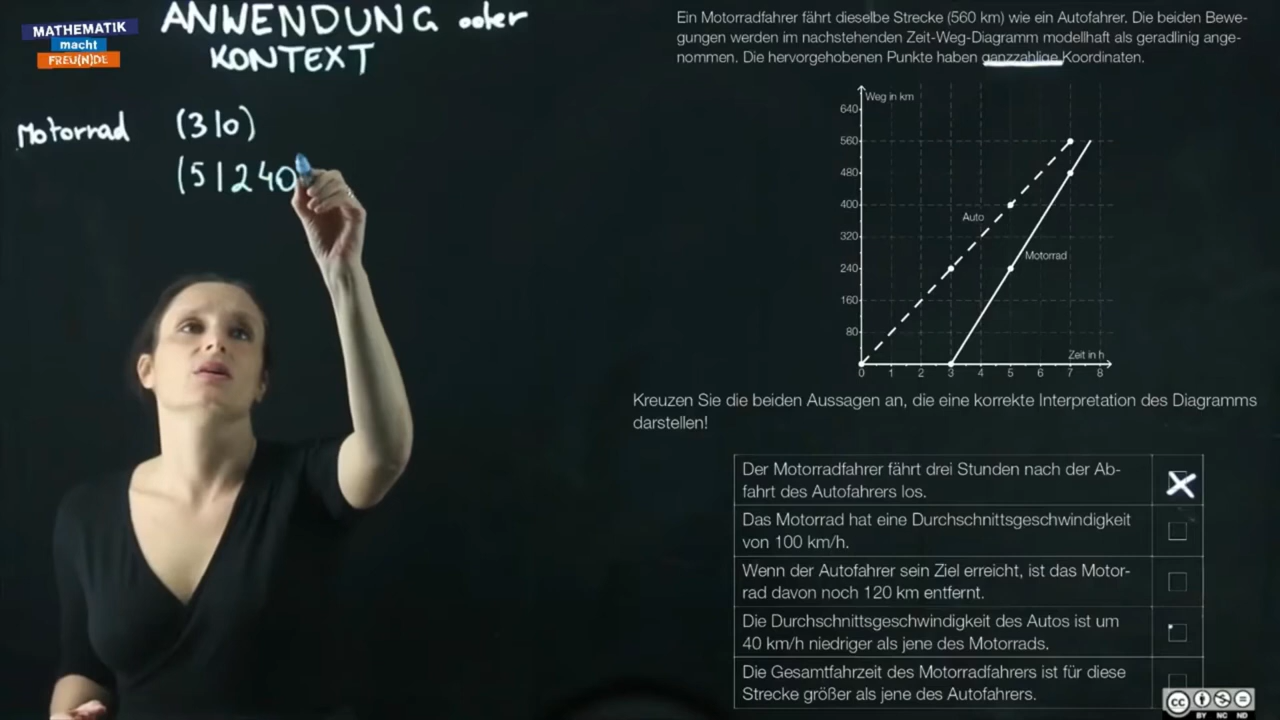 MATHEMATIK
macht
FREU(N)DE
ANWENDUNG oder
KONTEXT
Motorrad (3|0)
(5|240
Ein Motorradfahrer fährt dieselbe Strecke (560 km) wie ein Autofahrer. Die beiden Bewe-
gungen werden im nachstehenden Zeit-Weg-Diagramm modellhaft als geradlinig ange-
nommen. Die hervorgehobenen Punkte haben ganzzahlige Koordinaten.
Weg in km
640
560
480
400
Auto
320
Motorrad
240
160
80
Zeit in h
0 1 2 3 4 5 6 7 8
Kreuzen Sie die beiden Aussagen an, die eine korrekte Interpretation des Diagramms
darstellen!
Der Motorradfahrer fährt drei Stunden nach der Ab-
fahrt des Autofahrers los.
Das Motorrad hat eine Durchschnittsgeschwindigkeit
von 100 km/h.
Wenn der Autofahrer sein Ziel erreicht, ist das Motor-
rad davon noch 120 km entfernt.
Die Durchschnittsgeschwindigkeit des Autos ist um
40 km/h niedriger als jene des Motorrads.
Die Gesamtfahrzeit des Motorradfahrers ist für diese
Strecke größer als jene des Autofahrers.
cc
BY NC ND